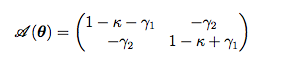 𝒜(θ) = (1 − κ − γ₁  −γ₂
−γ₂  1 − κ + γ₁)